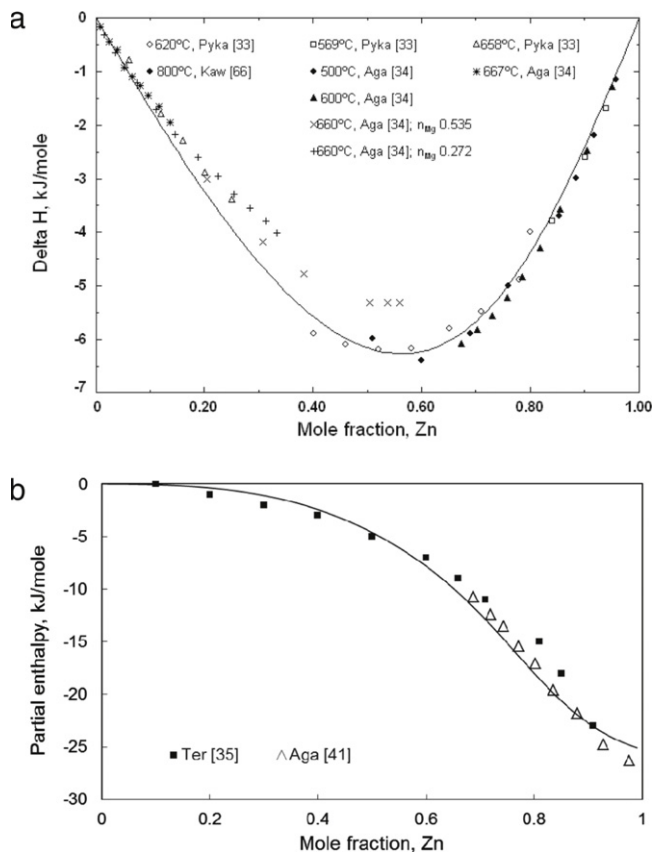 a
0
-1
-2
-3
-4
-5
-6
-7
Delta H, kJ/mole
620ºC, Pyka [33]
569ºC, Pyka [33]
658ºC, Pyka [33]
800ºC, Kaw [66]
500ºC, Aga [34]
667ºC, Aga [34]
600ºC, Aga [34]
660ºC, Aga [34]; nMg 0.535
660ºC, Aga [34]; nMg 0.272
0 0.20 0.40 0.60 0.80 1.00
Mole fraction, Zn
b
0
-5
-10
-15
-20
-25
-30
Partial enthalpy, kJ/mole
Ter [35] Aga [41]
0 0.2 0.4 0.6 0.8 1
Mole fraction, Zn